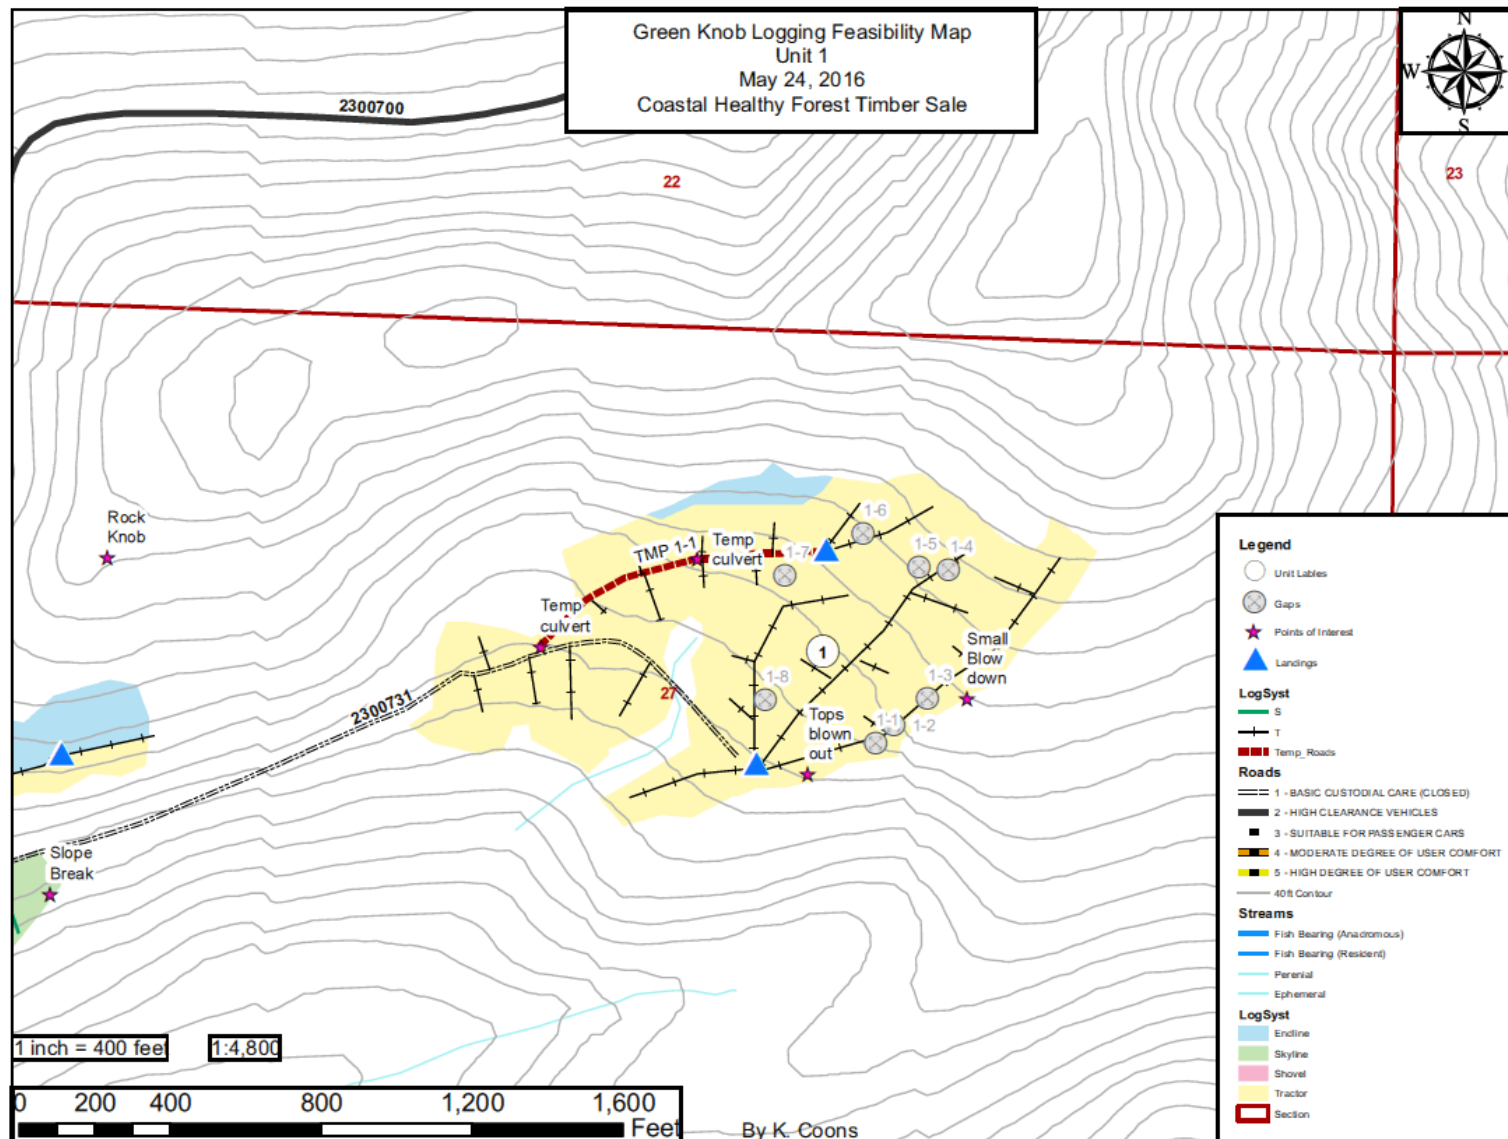 Green Knob Logging Feasibility Map
Unit 1
May 24, 2016
Coastal Healthy Forest Timber Sale
N
W
S
2300700
22
23
Rock
Knob
TMP 1-1
Temp
culvert
1-7
1-6
1-5
1-4
Temp
culvert
1
Small
Blow
down
27
1-8
1-3
1-1
1-2
Tops
blown
out
2300731
Slope
Break
Legend
Unit Lables
Gaps
Points of Interest
Landings
LogSyst
S
T
Temp_Roads
Roads
1 - BASIC CUSTODIAL CARE (CLOSED)
2 - HIGH CLEARANCE VEHICLES
3 - SUITABLE FOR PASSENGER CARS
4 - MODERATE DEGREE OF USER COMFORT
5 - HIGH DEGREE OF USER COMFORT
40ft Contour
Streams
Fish Bearing (Anadromous)
Fish Bearing (Resident)
Perenial
Ephemeral
LogSyst
Endline
Skyline
Shovel
Tractor
Section
1 inch = 400 feet
1:4,800
0 200 400 800 1,200 1,600
Feet
By K. Coons